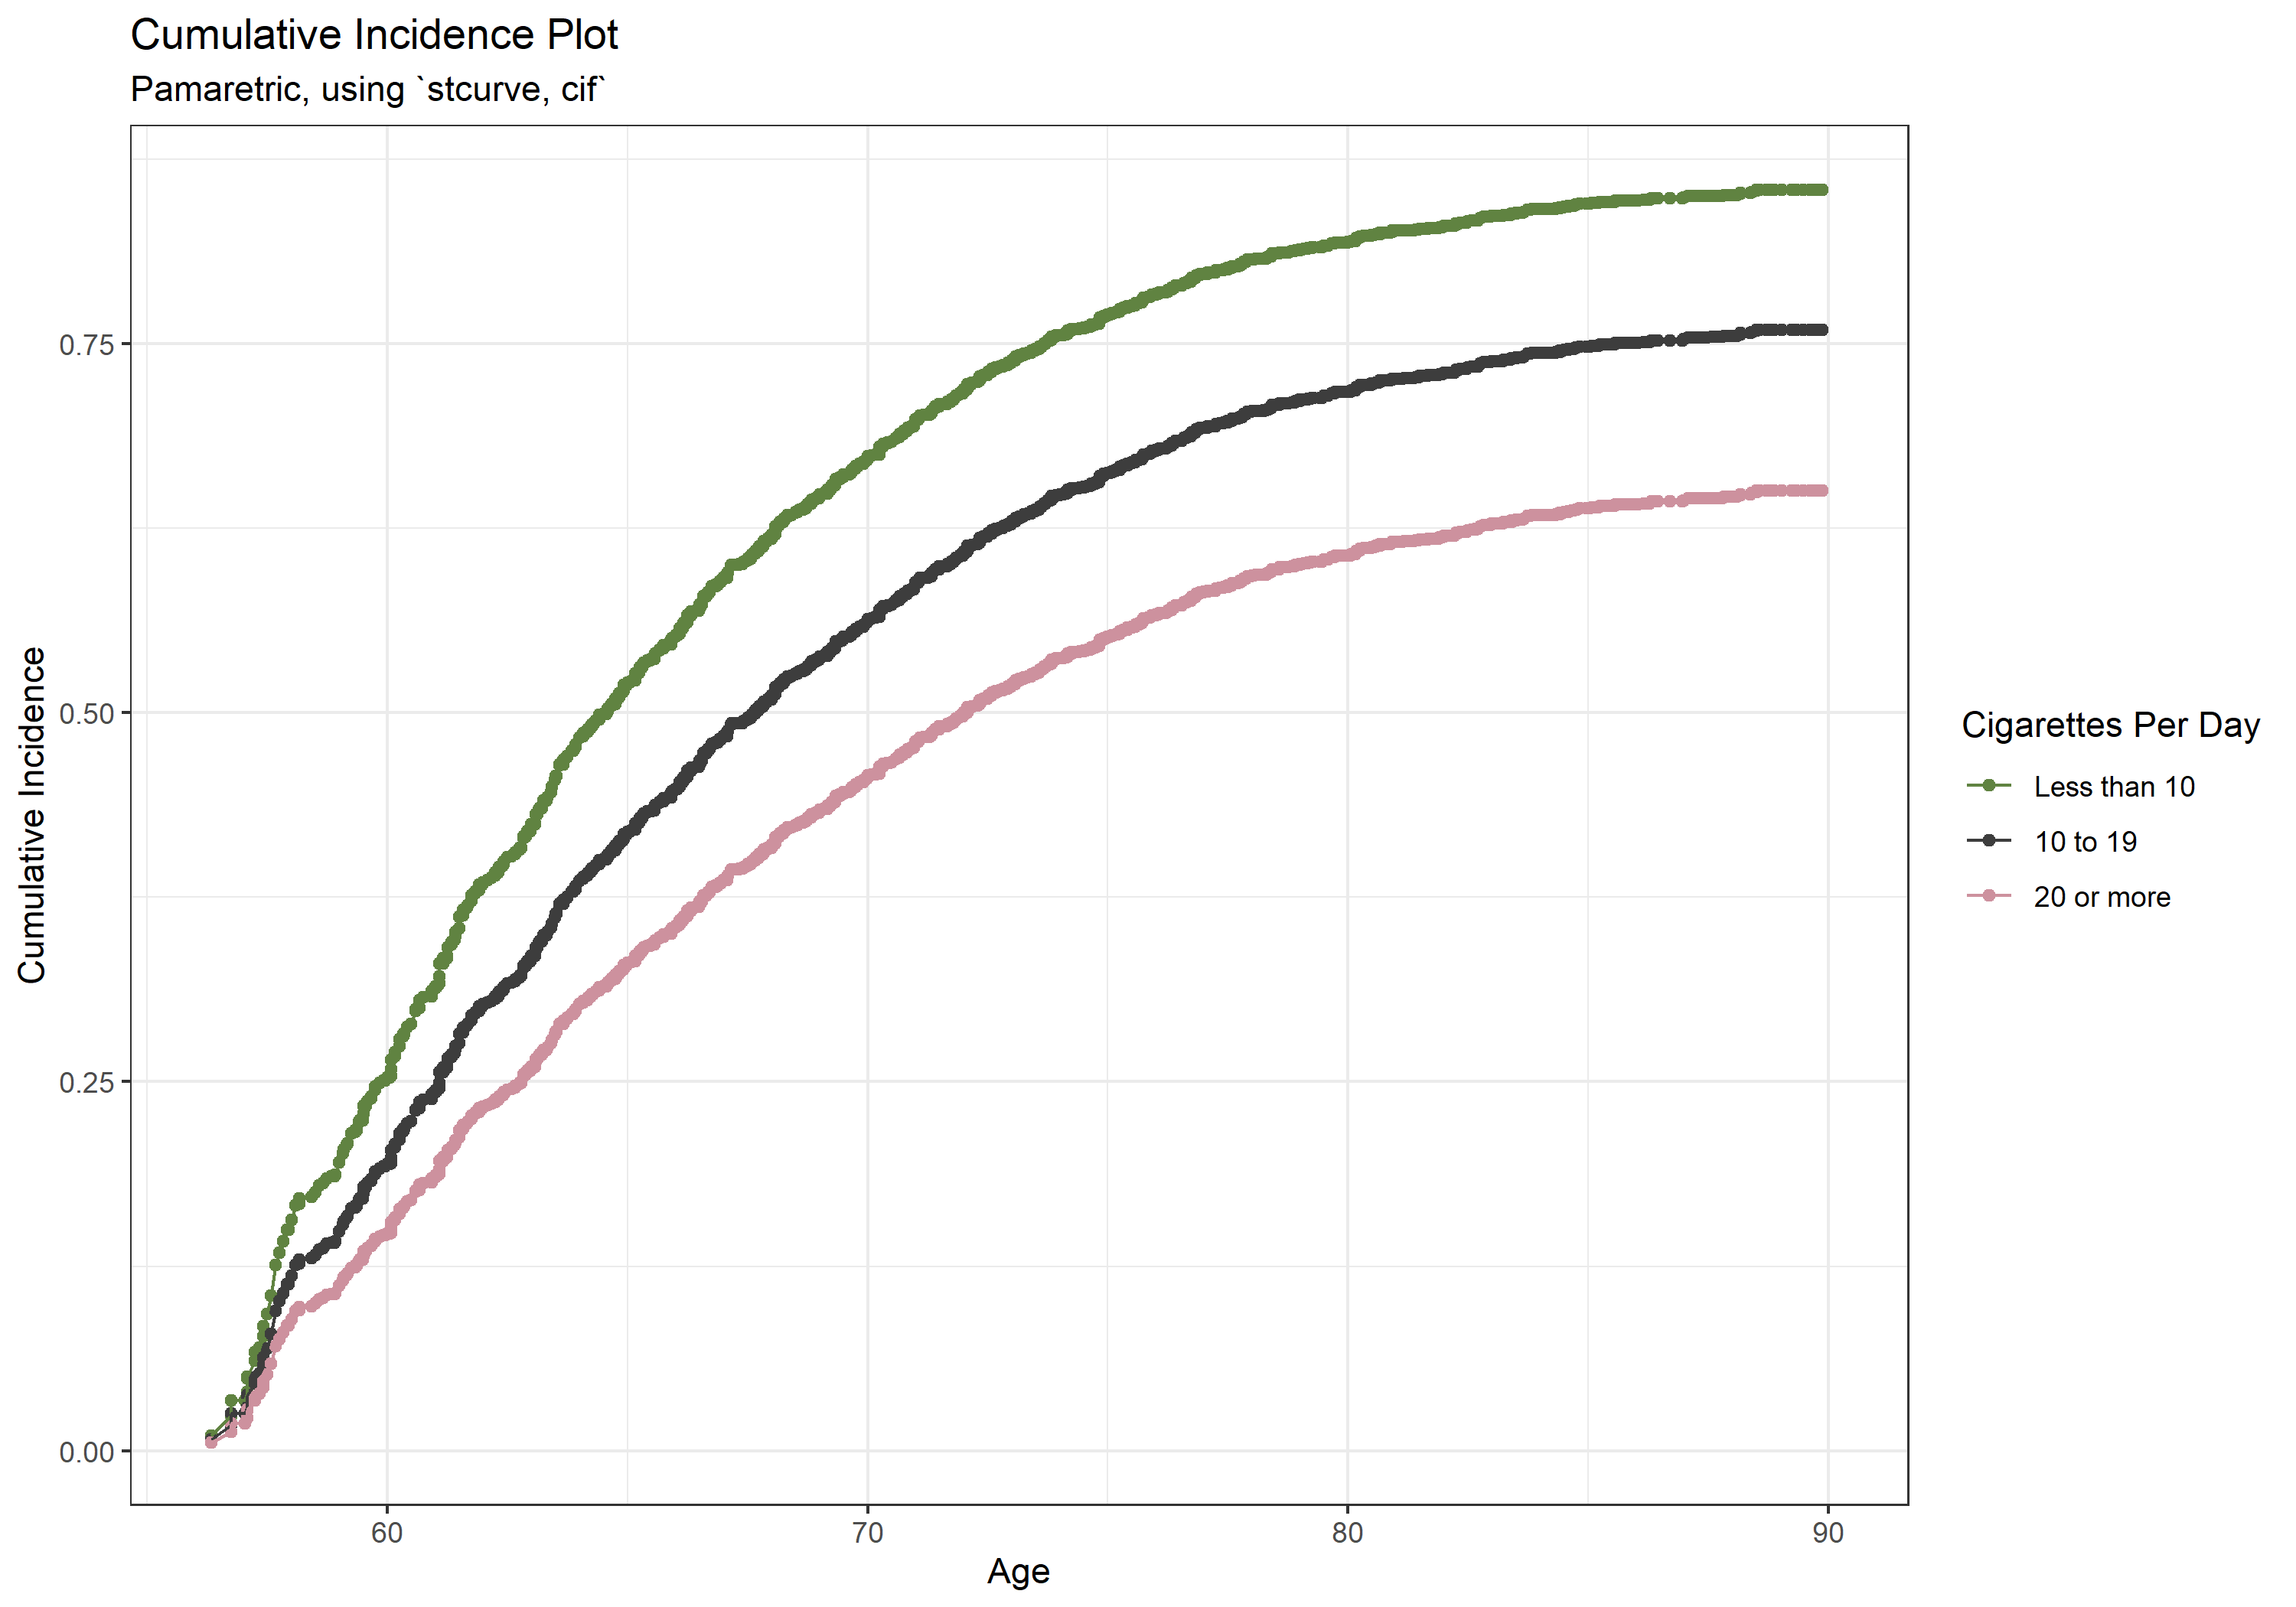 Cumulative Incidence Plot
Pamaretric, using `stcurve, cif`
0.75
0.50
0.25
0.00
Cumulative Incidence
60 70 80 90
Age
Cigarettes Per Day
Less than 10
10 to 19
20 or more